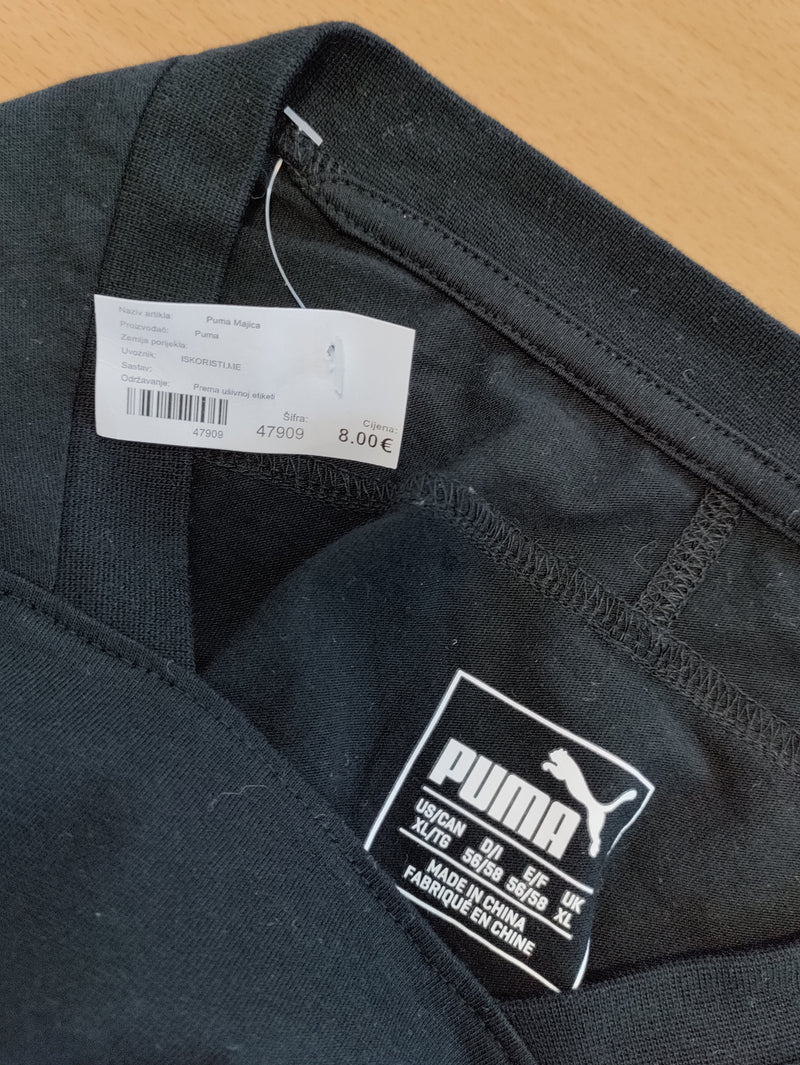 Naziv artikla: Puma Majica
Proizvođač: Puma
Zemlja porijekla:
Uvoznik: ISKORISTI.ME
Sastav:
Održavanje: Prema ušivnoj etiketi
Šifra: Cijena:
47909 47909 8.00€
PUMA
US/CAN D/I E/F UK
XL/TG 56/58 56/58 XL
MADE IN CHINA
FABRIQUÉ EN CHINE